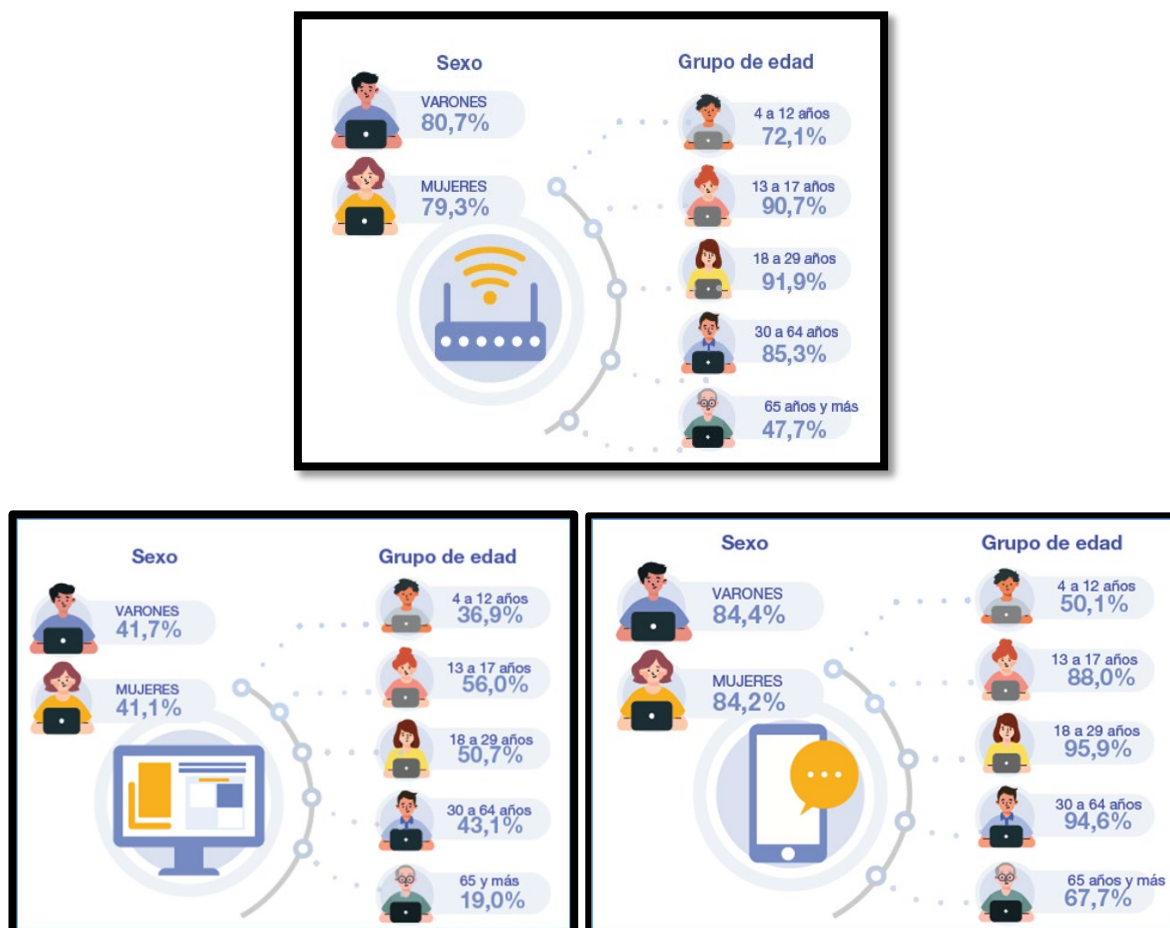 Sexo
VARONES
80,7%
MUJERES
79,3%
Grupo de edad
4 a 12 años
72,1%
13 a 17 años
90,7%
18 a 29 años
91,9%
30 a 64 años
85,3%
65 años y más
47,7%
Sexo
VARONES
41,7%
MUJERES
41,1%
Grupo de edad
4 a 12 años
36,9%
13 a 17 años
56,0%
18 a 29 años
50,7%
30 a 64 años
43,1%
65 y más
19,0%
Sexo
VARONES
84,4%
MUJERES
84,2%
Grupo de edad
4 a 12 años
50,1%
13 a 17 años
88,0%
18 a 29 años
95,9%
30 a 64 años
94,6%
65 años y más
67,7%